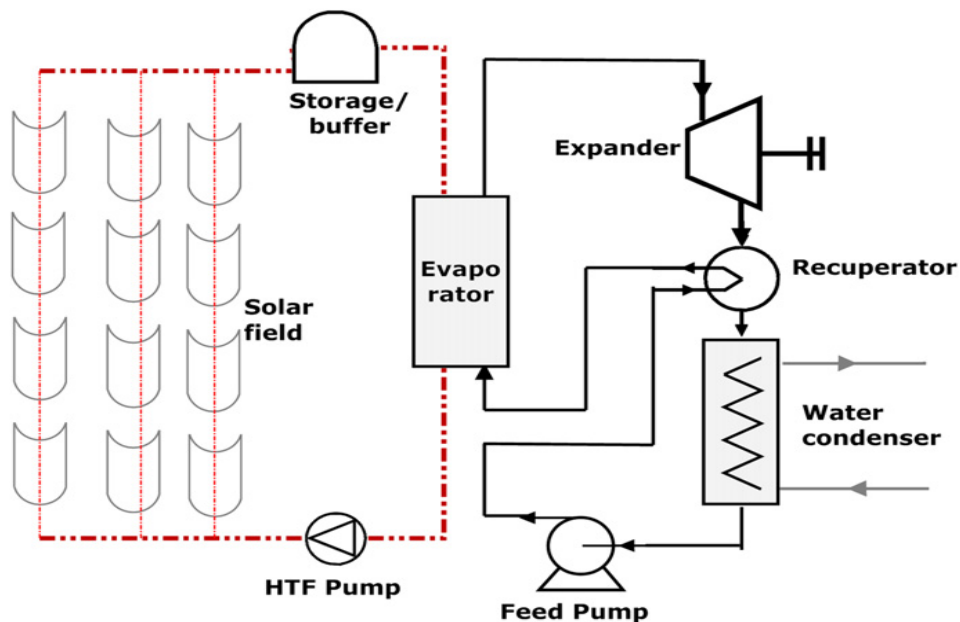 Storage/
buffer
Expander
Evapo
rator
Recuperator
Solar
field
Water
condenser
HTF Pump
Feed Pump